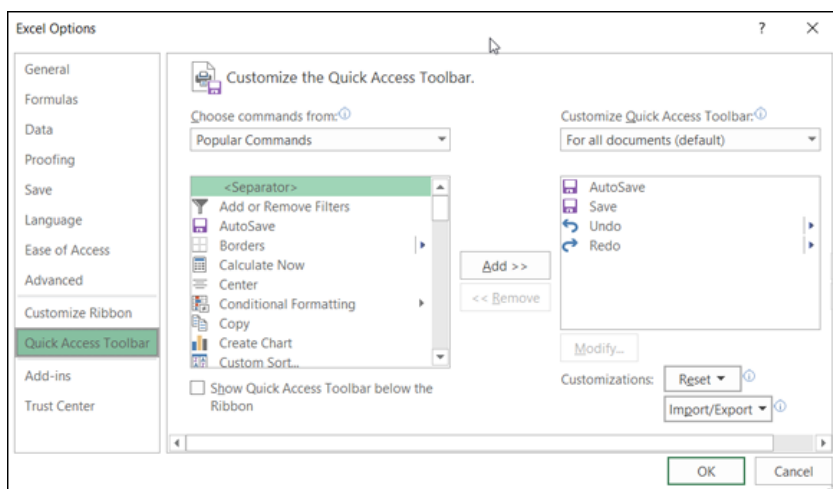 Excel Options
?
General
Formulas
Data
Proofing
Save
Language
Ease of Access
Advanced
Customize Ribbon
Quick Access Toolbar
Add-ins
Trust Center
Customize the Quick Access Toolbar.
Choose commands from:
Popular Commands
<Separator>
Add or Remove Filters
AutoSave
Borders
Calculate Now
Center
Conditional Formatting
Copy
Create Chart
Custom Sort...
Show Quick Access Toolbar below the
Ribbon
Add >>
<< Remove
Customize Quick Access Toolbar:
For all documents (default)
AutoSave
Save
Undo
Redo
Modify...
Customizations:
Reset
Import/Export
OK
Cancel